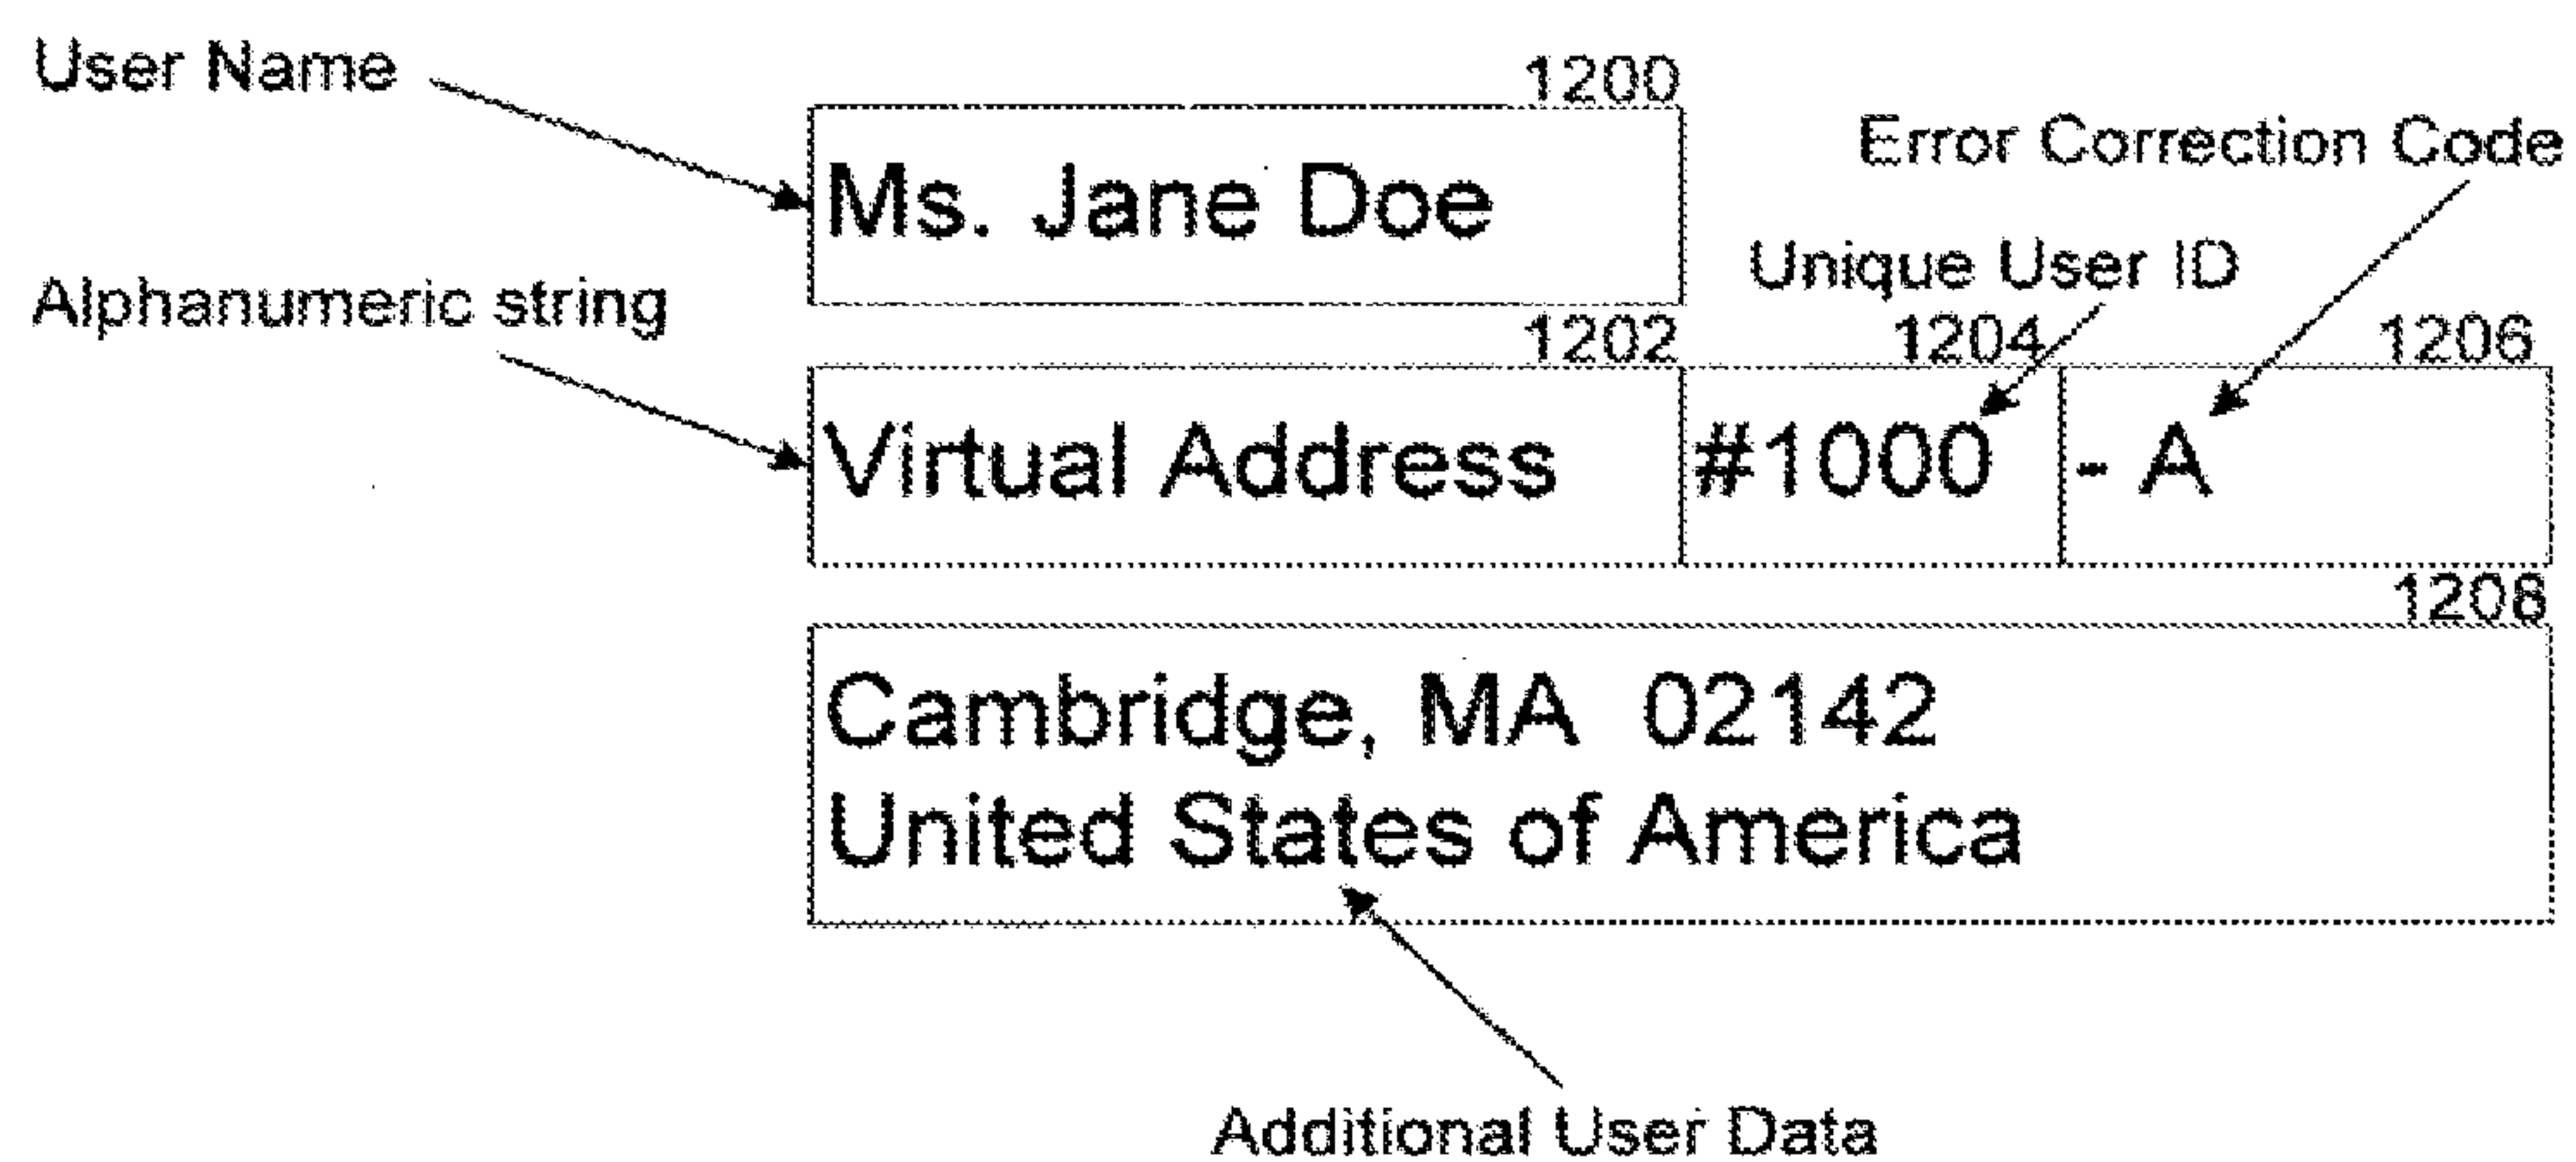 User Name
1200
Ms. Jane Doe
Error Correction Code
Unique User ID
Alphanumeric string
1202 1204 1206
Virtual Address #1000 - A
1208
Cambridge, MA 02142
United States of America
Additional User Data